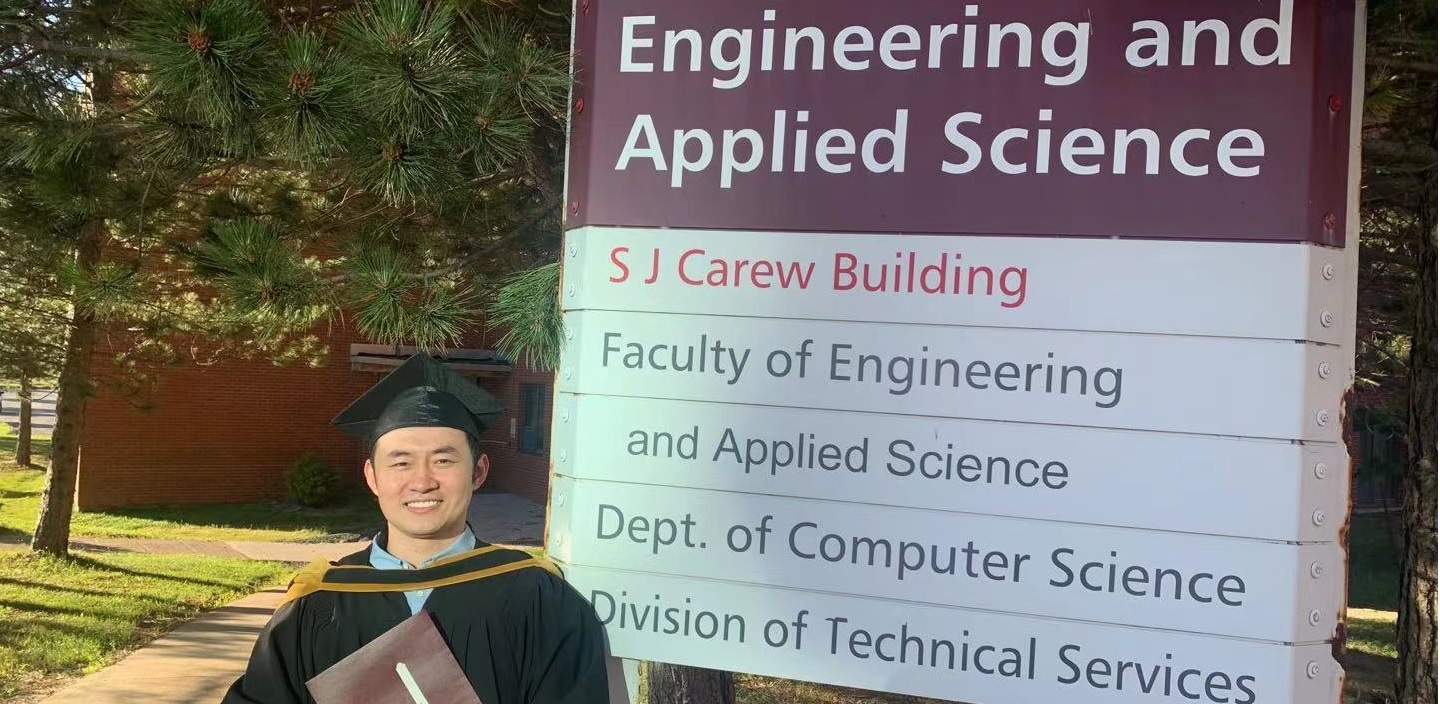 Engineering and
Applied Science
S J Carew Building
Faculty of Engineering
and Applied Science
Dept. of Computer Science
Division of Technical Services